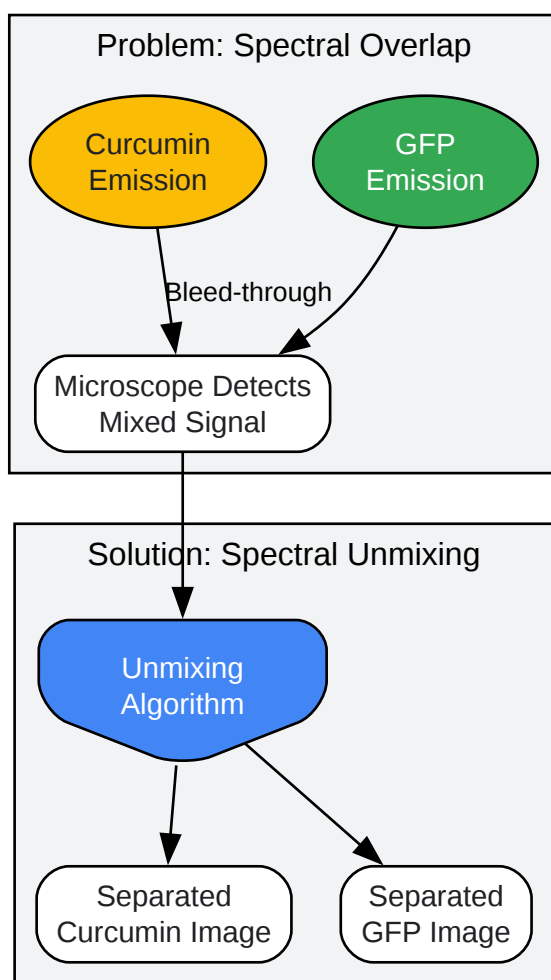 Problem: Spectral Overlap
Curcumin
Emission
GFP
Emission
Bleed-through
Microscope Detects
Mixed Signal
Solution: Spectral Unmixing
Unmixing
Algorithm
Separated
Curcumin Image
Separated
GFP Image